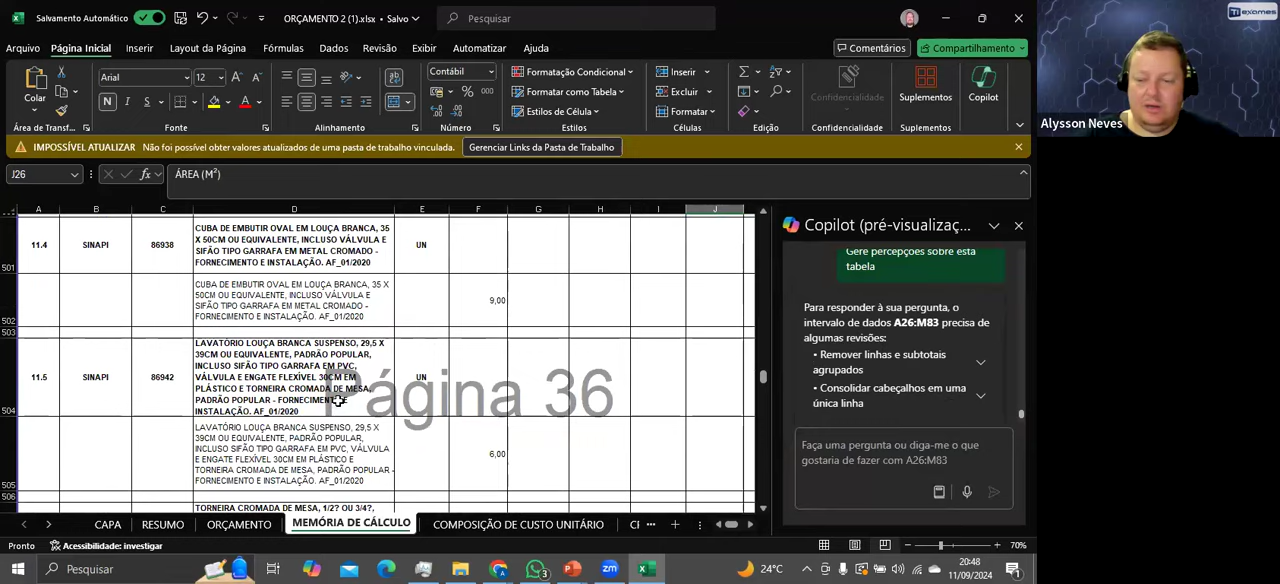 Salvamento Automático
ORÇAMENTO 2 (1).xlsx • Salvo
Pesquisar
Arquivo
Página Inicial
Inserir
Layout da Página
Fórmulas
Dados
Revisão
Exibir
Automatizar
Ajuda
Comentários
Compartilhamento
Colar
Arial
12
N I S
Contábil
% 000
Formatação Condicional
Formatar como Tabela
Estilos de Célula
Inserir
Excluir
Formatar
Confidencialidade
Suplementos
Copilot
Área de Transf...
Fonte
Alinhamento
Número
Estilos
Células
Edição
Confidencialidade
Suplementos
IMPOSSÍVEL ATUALIZAR Não foi possível obter valores atualizados de uma pasta de trabalho vinculada. Gerenciar Links da Pasta de Trabalho
J26
fx
ÁREA (M²)
A B C D E F G H I J
501
11.4
SINAPI
86938
CUBA DE EMBUTIR OVAL EM LOUÇA BRANCA, 35
X 50CM OU EQUIVALENTE, INCLUSO VÁLVULA E
SIFÃO TIPO GARRAFA EM METAL CROMADO -
FORNECIMENTO E INSTALAÇÃO. AF_01/2020
UN
502
CUBA DE EMBUTIR OVAL EM LOUÇA BRANCA, 35 X
50CM OU EQUIVALENTE, INCLUSO VÁLVULA E
SIFÃO TIPO GARRAFA EM METAL CROMADO -
FORNECIMENTO E INSTALAÇÃO. AF_01/2020
9,00
503
504
11.5
SINAPI
86942
LAVATÓRIO LOUÇA BRANCA SUSPENSO, 29,5 X
39CM OU EQUIVALENTE, PADRÃO POPULAR,
INCLUSO SIFÃO TIPO GARRAFA EM PVC,
VÁLVULA E ENGATE FLEXÍVEL 30CM EM
PLÁSTICO E TORNEIRA CROMADA DE MESA,
PADRÃO POPULAR - FORNECIMENTO E
INSTALAÇÃO. AF_01/2020
UN
Página 36
505
LAVATÓRIO LOUÇA BRANCA SUSPENSO, 29,5 X
39CM OU EQUIVALENTE, PADRÃO POPULAR,
INCLUSO SIFÃO TIPO GARRAFA EM PVC, VÁLVULA
E ENGATE FLEXÍVEL 30CM EM PLÁSTICO E
TORNEIRA CROMADA DE MESA, PADRÃO POPULAR -
FORNECIMENTO E INSTALAÇÃO. AF_01/2020
6,00
506
TORNEIRA CROMADA DE MESA, 1/2? OU 3/4?,
Copilot (pré-visualizaç...
Gere percepções sobre esta
tabela
Para responder à sua pergunta, o
intervalo de dados A26:M83 precisa de
algumas revisões:
• Remover linhas e subtotais
agrupados
• Consolidar cabeçalhos em uma
única linha
Faça uma pergunta ou diga-me o que
gostaria de fazer com A26:M83
CAPA
RESUMO
ORÇAMENTO
MEMÓRIA DE CÁLCULO
COMPOSIÇÃO DE CUSTO UNITÁRIO
Pronto
Acessibilidade: investigar
70%
Pesquisar
3
zm
24°C
20:48
11/09/2024
1
TI exames
Alysson Neves